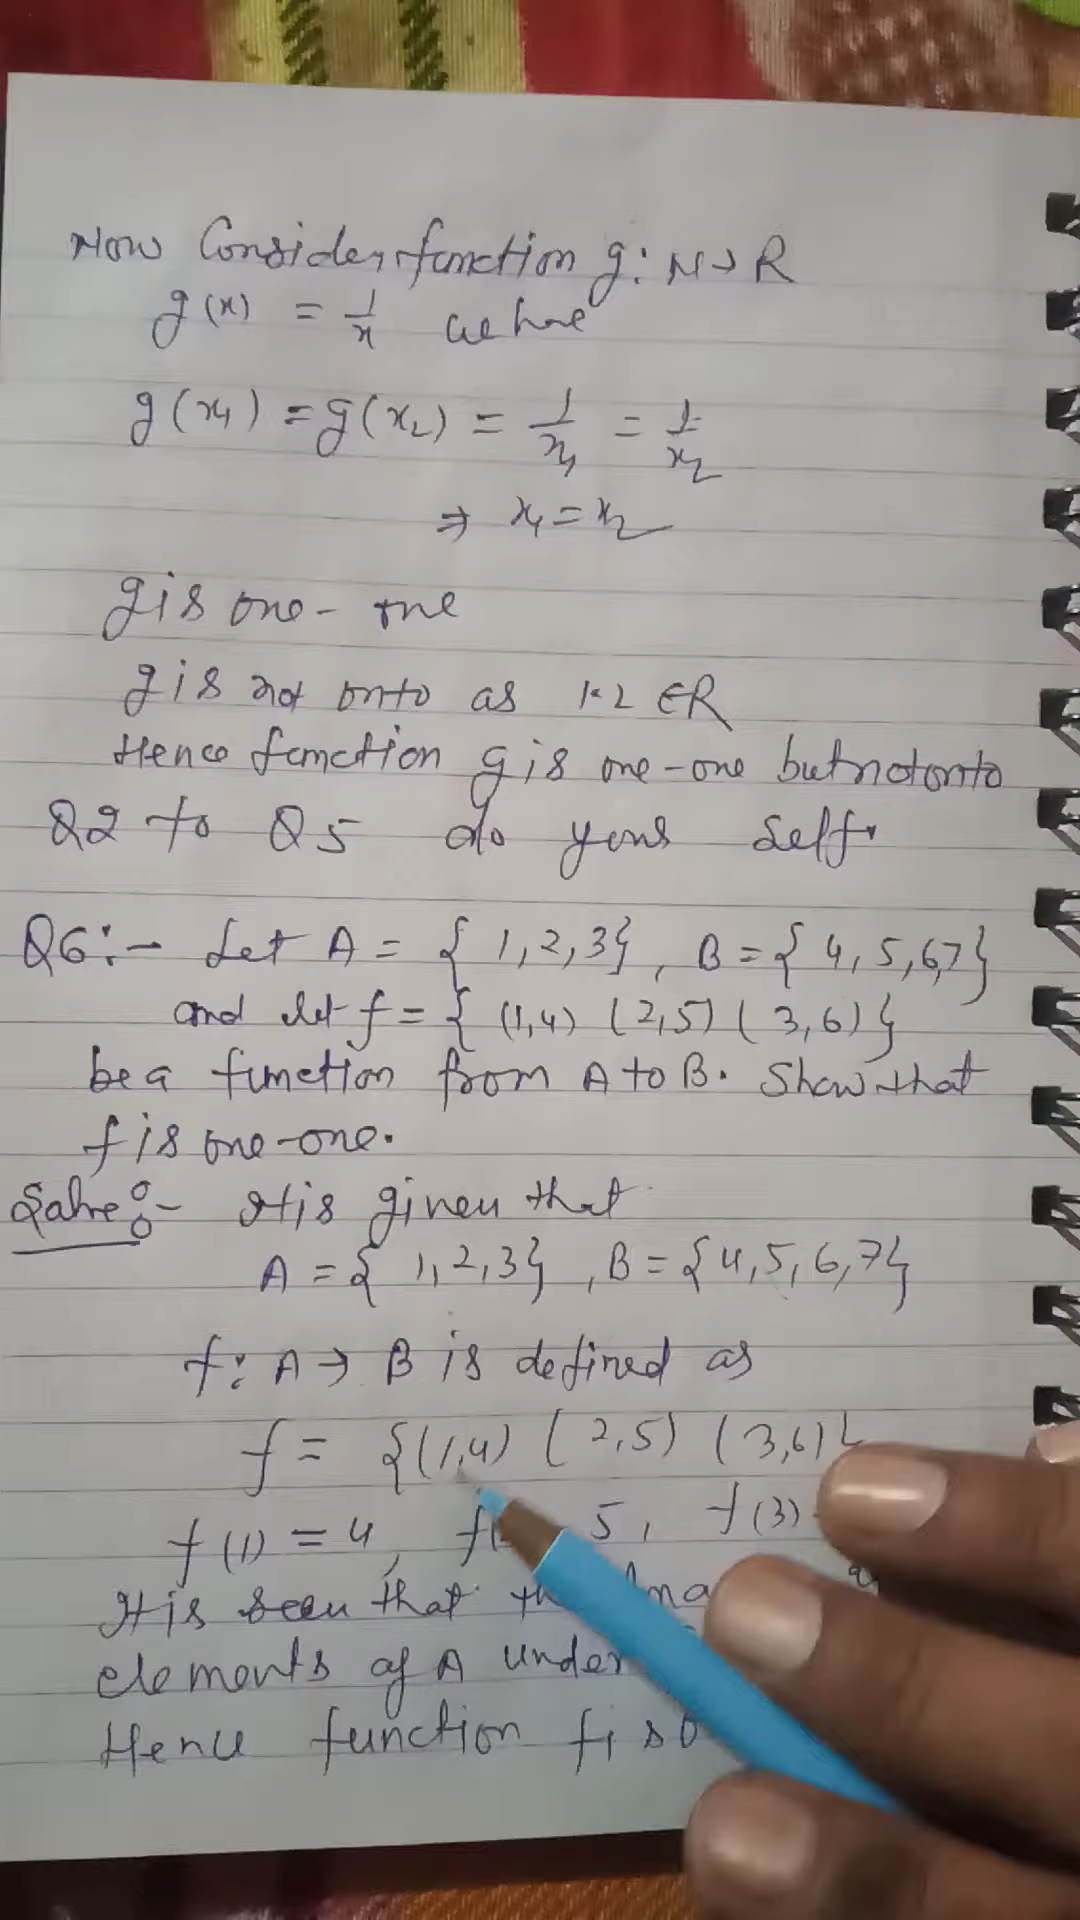 Now Consider function g: N→R
g(x) = 1/x we have
g(x1) = g(x2) = 1/x1 = 1/x2
⇒ x1 = x2
g is one-one
g is not onto as 1.2 ∈ R
Hence function g is one-one but not onto
Q2 to Q5 do yours self.
Q6:- Let A = { 1, 2, 3}, B = { 4, 5, 6, 7}
and let f = { (1,4) (2,5) (3,6)}
be a function from A to B. Show that
f is one-one.
Solve:- It is given that
A = { 1, 2, 3}, B = {4, 5, 6, 7}
f: A → B is defined as
f = {(1,4) (2,5) (3,6)}
f(1) = 4, 5, f(3)
It is seen that
elements of A under
Hence function f is